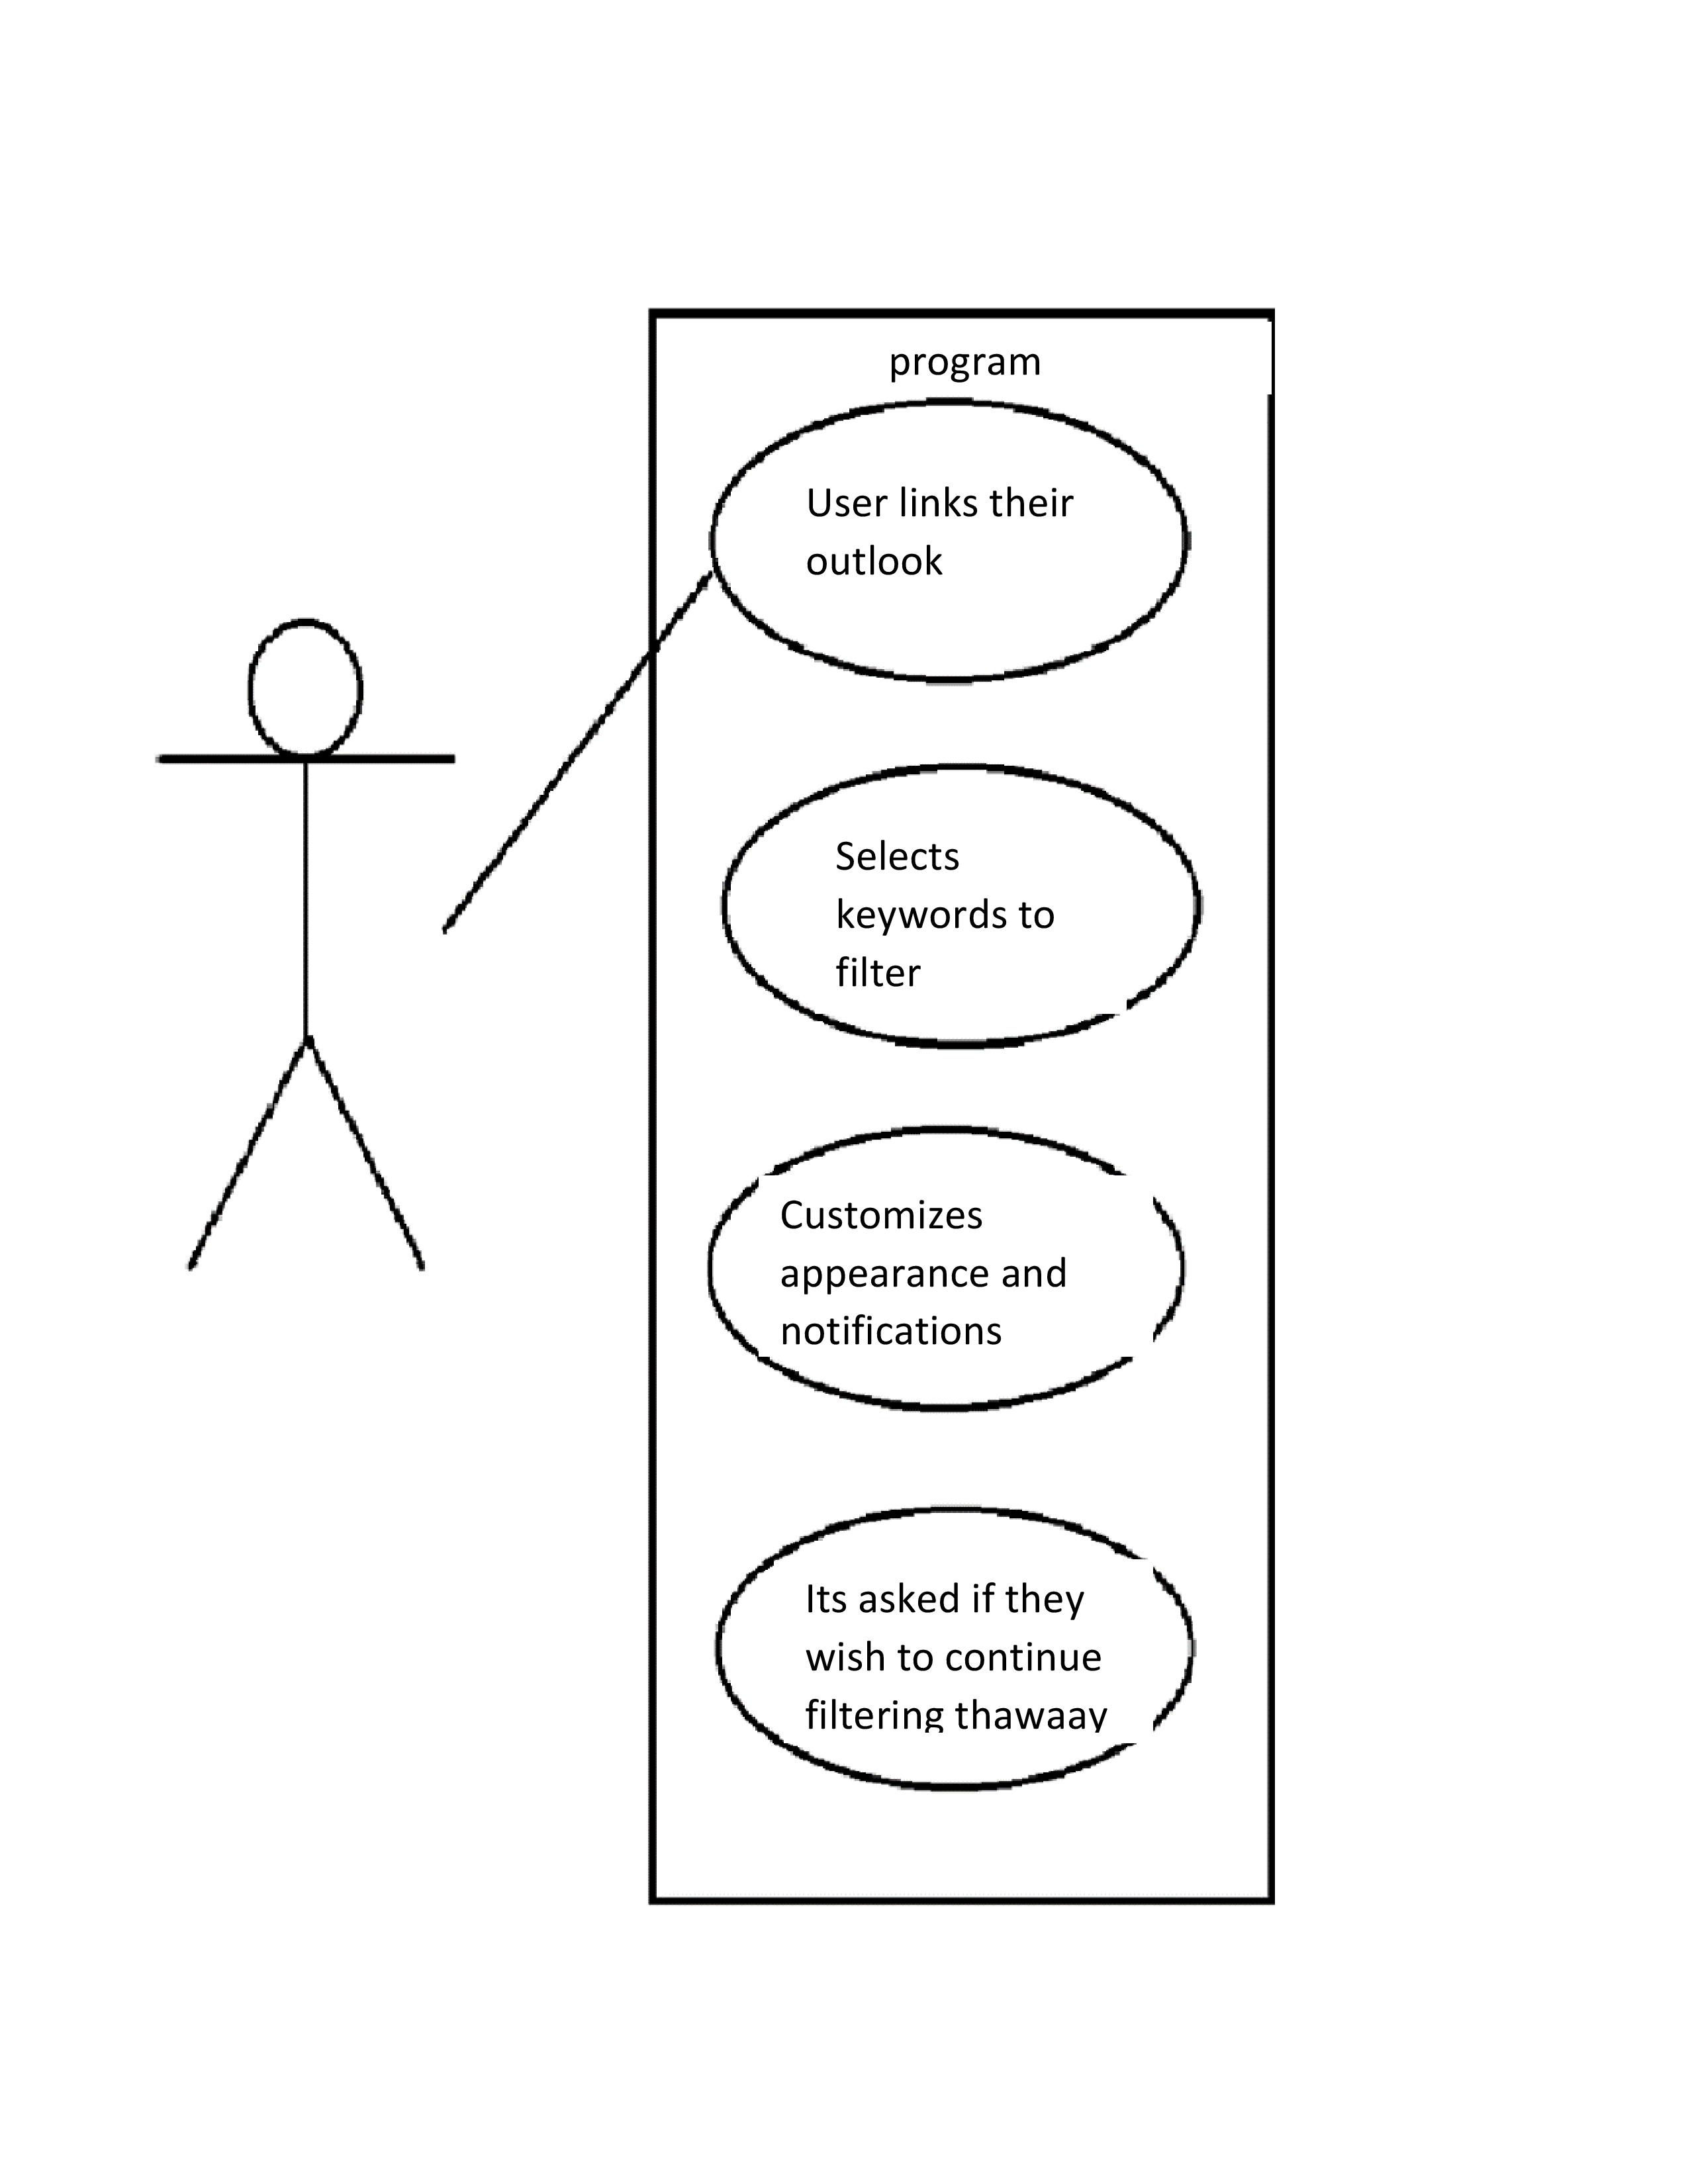 program
User links their
outlook
Selects
keywords to
filter
Customizes
appearance and
notifications
Its asked if they
wish to continue
filtering thawaay